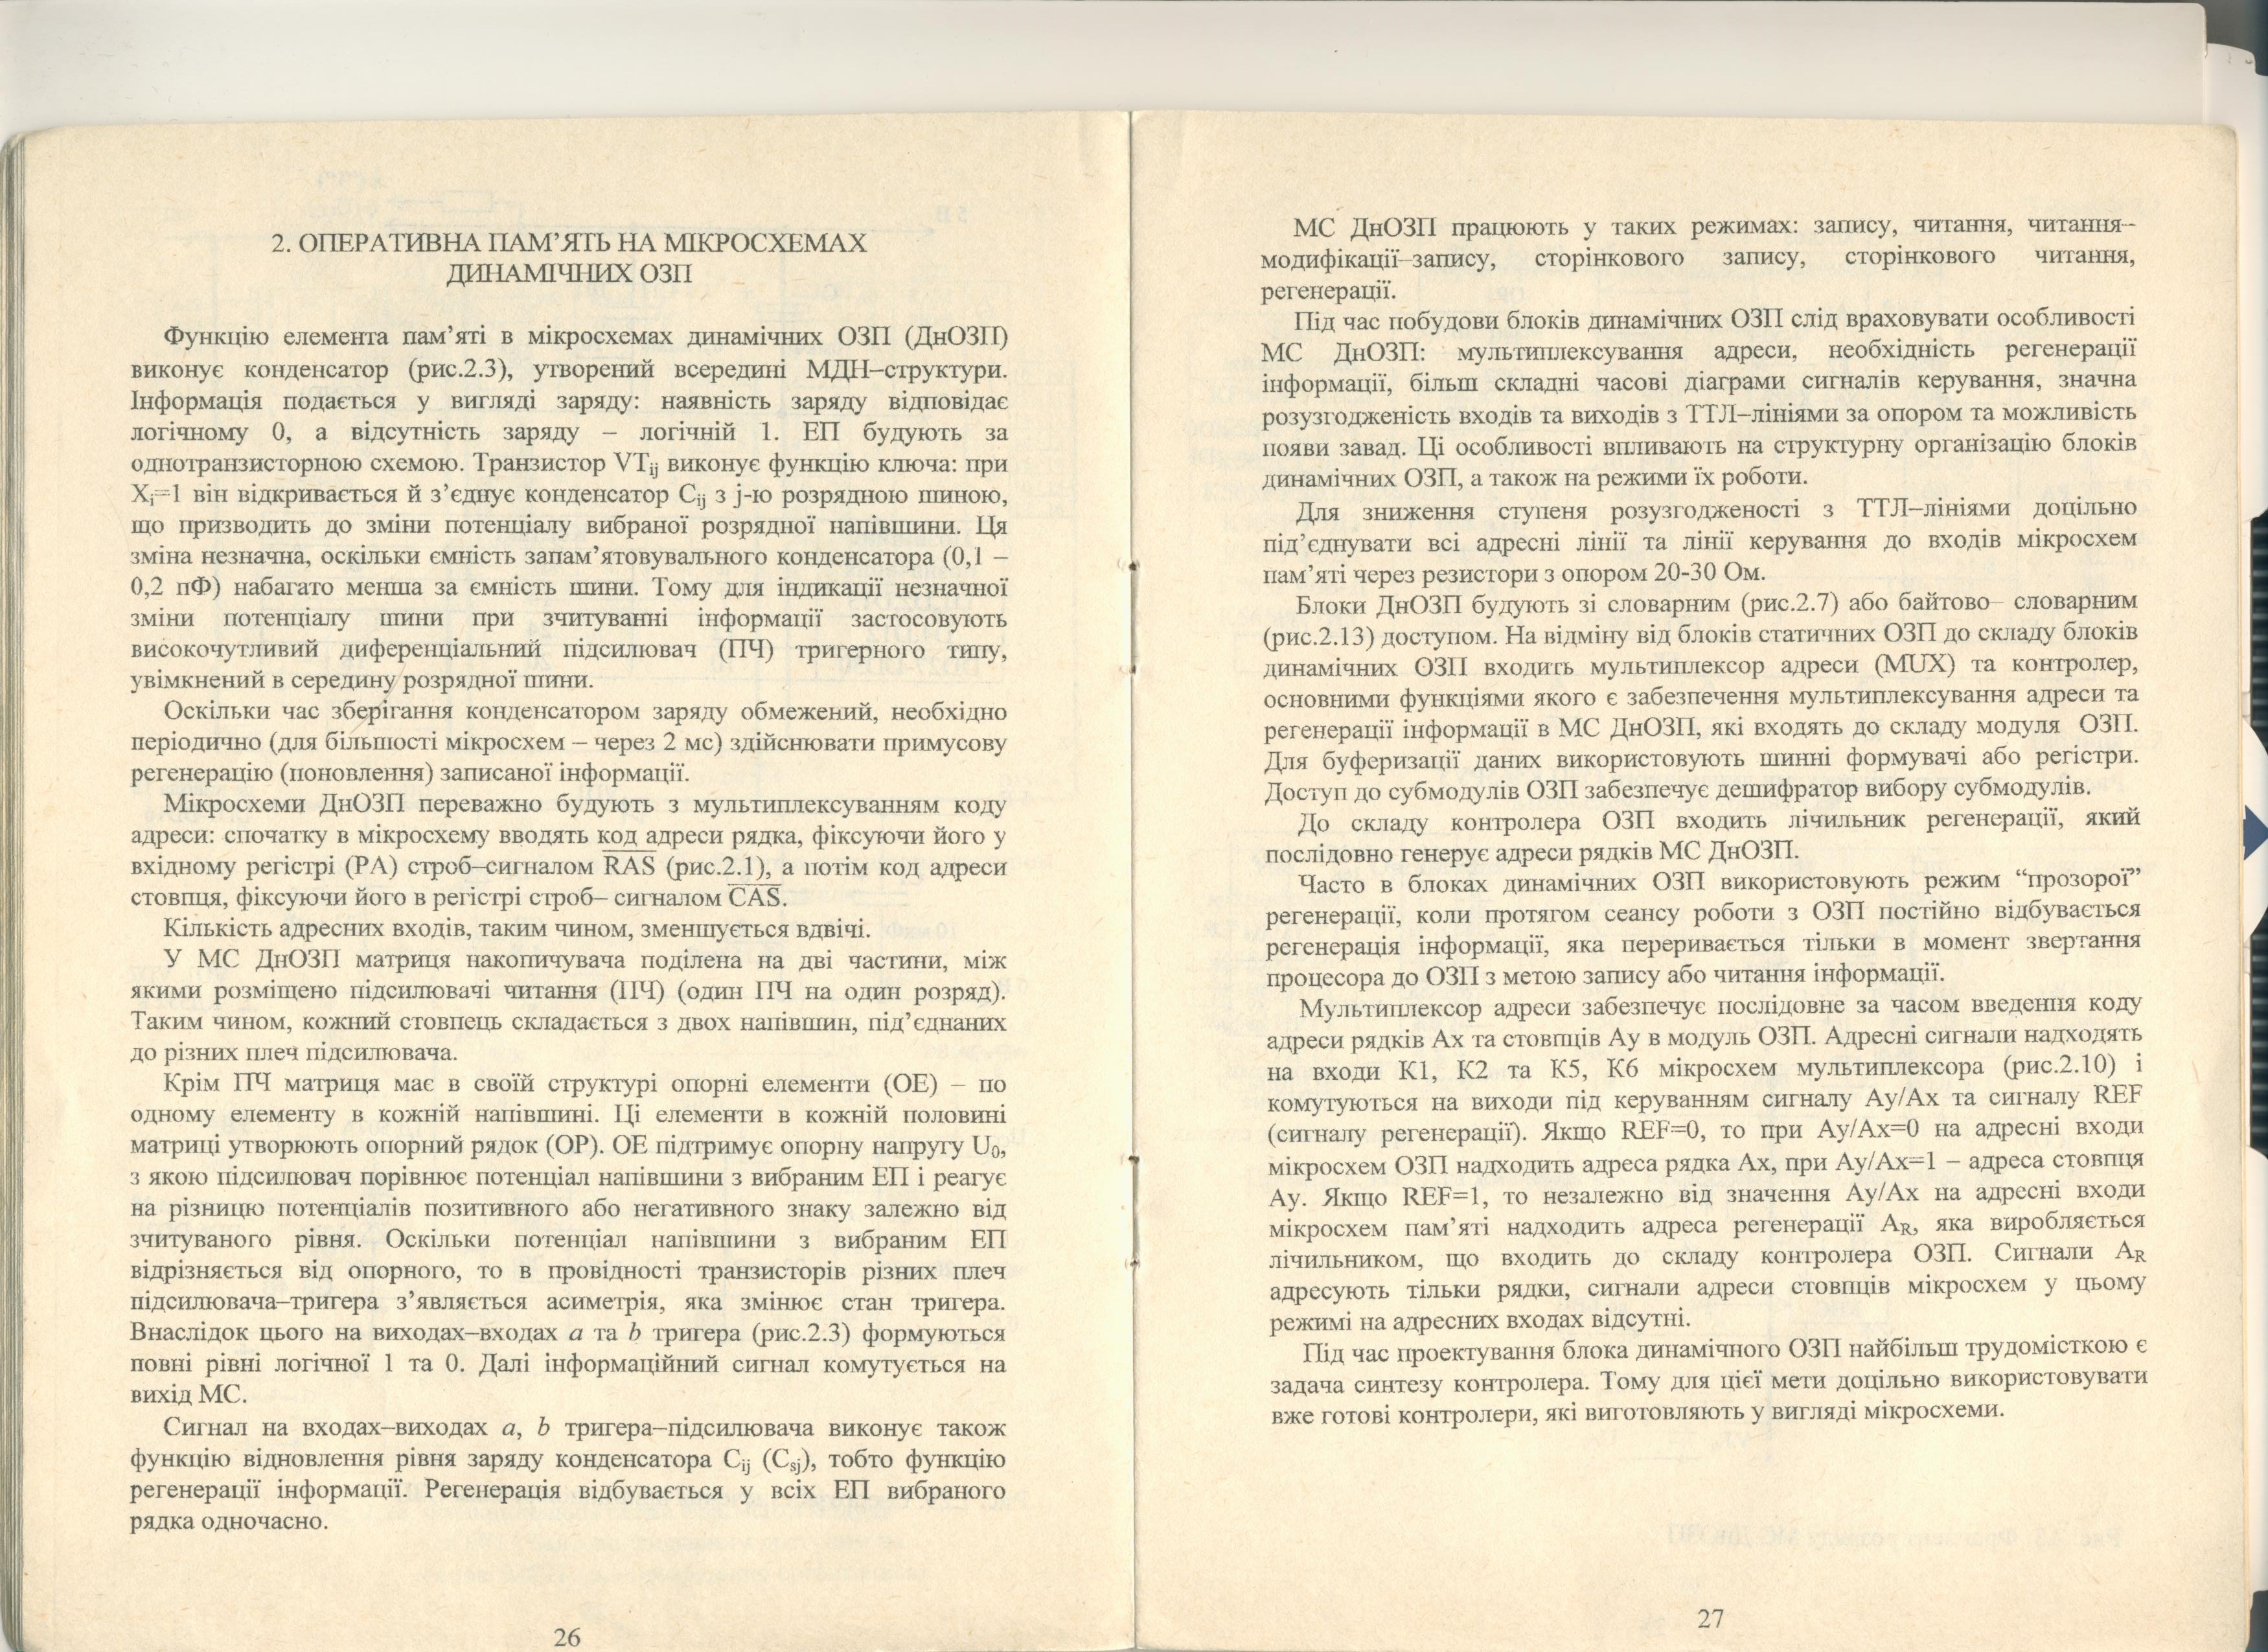 2. ОПЕРАТИВНА ПАМ’ЯТЬ НА МІКРОСХЕМАХ
ДИНАМІЧНИХ ОЗП
Функцію елемента пам’яті в мікросхемах динамічних ОЗП (ДнОЗП)
виконує конденсатор (рис.2.3), утворений всередині МДН–структури.
Інформація подається у вигляді заряду: наявність заряду відповідає
логічному 0, а відсутність заряду – логічній 1. ЕП будують за
однотранзисторною схемою. Транзистор VTij виконує функцію ключа: при
Xi=1 він відкривається й з’єднує конденсатор Cij з j-ю розрядною шиною,
що призводить до зміни потенціалу вибраної розрядної напівшини. Ця
зміна незначна, оскільки ємність запам’ятовувального конденсатора (0,1 –
0,2 пФ) набагато менша за ємність шини. Тому для індикації незначної
зміни потенціалу шини при зчитуванні інформації застосовують
високочутливий диференціальний підсилювач (ПЧ) тригерного типу,
увімкнений в середину розрядної шини.
Оскільки час зберігання конденсатором заряду обмежений, необхідно
періодично (для більшості мікросхем – через 2 мс) здійснювати примусову
регенерацію (поновлення) записаної інформації.
Мікросхеми ДнОЗП переважно будують з мультиплексуванням коду
адреси: спочатку в мікросхему вводять код адреси рядка, фіксуючи його у
вхідному регістрі (РА) строб–сигналом R̅A̅S̅ (рис.2.1), а потім код адреси
стовпця, фіксуючи його в регістрі строб– сигналом C̅A̅S̅.
Кількість адресних входів, таким чином, зменшується вдвічі.
У МС ДнОЗП матриця накопичувача поділена на дві частини, між
якими розміщено підсилювачі читання (ПЧ) (один ПЧ на один розряд).
Таким чином, кожний стовпець складається з двох напівшин, під’єднаних
до різних плеч підсилювача.
Крім ПЧ матриця має в своїй структурі опорні елементи (ОЕ) – по
одному елементу в кожній напівшині. Ці елементи в кожній половині
матриці утворюють опорний рядок (ОР). ОЕ підтримує опорну напругу U₀,
з якою підсилювач порівнює потенціал напівшини з вибраним ЕП і реагує
на різницю потенціалів позитивного або негативного знаку залежно від
зчитуваного рівня. Оскільки потенціал напівшини з вибраним ЕП
відрізняється від опорного, то в провідності транзисторів різних плеч
підсилювача–тригера з’являється асиметрія, яка змінює стан тригера.
Внаслідок цього на виходах–входах a та b тригера (рис.2.3) формуються
повні рівні логічної 1 та 0. Далі інформаційний сигнал комутується на
вихід МС.
Сигнал на входах–виходах a, b тригера–підсилювача виконує також
функцію відновлення рівня заряду конденсатора Cij (Csj), тобто функцію
регенерації інформації. Регенерація відбувається у всіх ЕП вибраного
рядка одночасно.
26
МС ДнОЗП працюють у таких режимах: запису, читання, читання–
модифікації–запису, сторінкового запису, сторінкового читання,
регенерації.
Під час побудови блоків динамічних ОЗП слід враховувати особливості
МС ДнОЗП: мультиплексування адреси, необхідність регенерації
інформації, більш складні часові діаграми сигналів керування, значна
розузгодженість входів та виходів з ТТЛ–лініями за опором та можливість
появи завад. Ці особливості впливають на структурну організацію блоків
динамічних ОЗП, а також на режими їх роботи.
Для зниження ступеня розузгодженості з ТТЛ–лініями доцільно
під’єднувати всі адресні лінії та лінії керування до входів мікросхем
пам’яті через резистори з опором 20-30 Ом.
Блоки ДнОЗП будують зі словарним (рис.2.7) або байтово– словарним
(рис.2.13) доступом. На відміну від блоків статичних ОЗП до складу блоків
динамічних ОЗП входить мультиплексор адреси (MUX) та контролер,
основними функціями якого є забезпечення мультиплексування адреси та
регенерації інформації в МС ДнОЗП, які входять до складу модуля ОЗП.
Для буферизації даних використовують шинні формувачі або регістри.
Доступ до субмодулів ОЗП забезпечує дешифратор вибору субмодулів.
До складу контролера ОЗП входить лічильник регенерації, який
послідовно генерує адреси рядків МС ДнОЗП.
Часто в блоках динамічних ОЗП використовують режим “прозорої”
регенерації, коли протягом сеансу роботи з ОЗП постійно відбувається
регенерація інформації, яка переривається тільки в момент звертання
процесора до ОЗП з метою запису або читання інформації.
Мультиплексор адреси забезпечує послідовне за часом введення коду
адреси рядків Ax та стовпців Ay в модуль ОЗП. Адресні сигнали надходять
на входи К1, К2 та К5, К6 мікросхем мультиплексора (рис.2.10) і
комутуються на виходи під керуванням сигналу Ay/Ax та сигналу REF
(сигналу регенерації). Якщо REF=0, то при Ay/Ax=0 на адресні входи
мікросхем ОЗП надходить адреса рядка Ax, при Ay/Ax=1 – адреса стовпця
Ay. Якщо REF=1, то незалежно від значення Ay/Ax на адресні входи
мікросхем пам’яті надходить адреса регенерації AR, яка виробляється
лічильником, що входить до складу контролера ОЗП. Сигнали AR
адресують тільки рядки, сигнали адреси стовпців мікросхем у цьому
режимі на адресних входах відсутні.
Під час проектування блока динамічного ОЗП найбільш трудомісткою є
задача синтезу контролера. Тому для цієї мети доцільно використовувати
вже готові контролери, які виготовляють у вигляді мікросхеми.
27